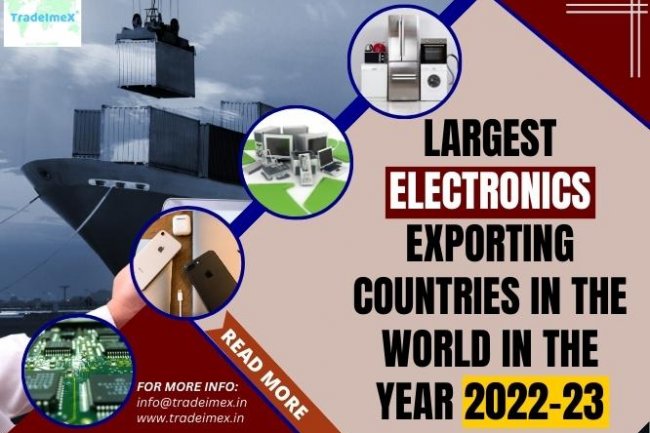 TradeImeX
LARGEST
ELECTRONICS
EXPORTING
COUNTRIES IN THE
WORLD IN THE
YEAR 2022-23
READ MORE
FOR MORE INFO:
info@tradeimex.in
www.tradeimex.in